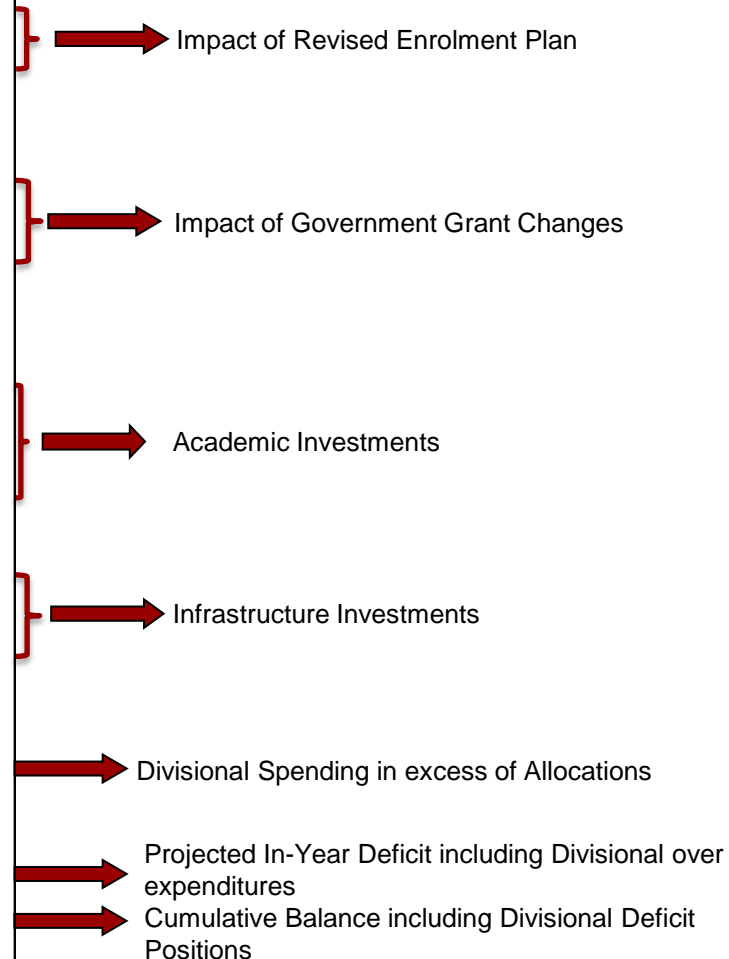 Impact of Revised Enrolment Plan
Impact of Government Grant Changes
Academic Investments
Infrastructure Investments
Divisional Spending in excess of Allocations
Projected In-Year Deficit including Divisional over
expenditures
Cumulative Balance including Divisional Deficit
Positions